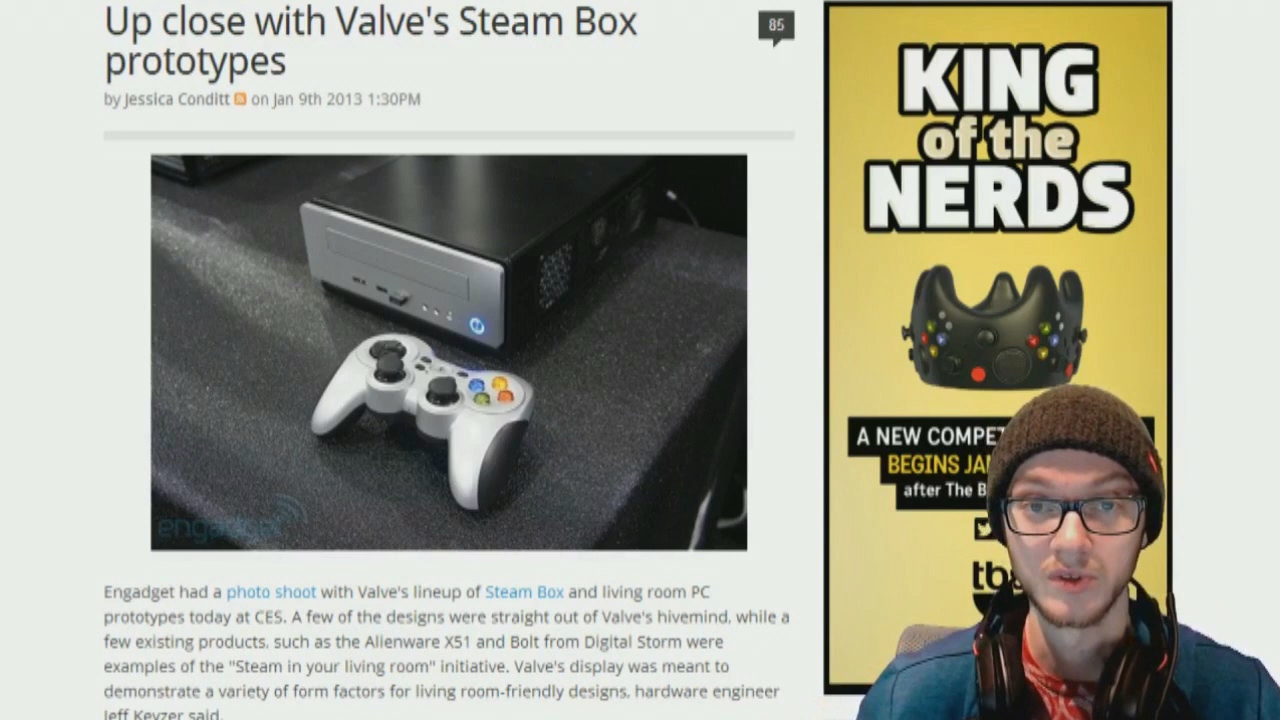 Up close with Valve's Steam Box
prototypes
85
by Jessica Conditt on Jan 9th 2013 1:30PM
engadget
Engadget had a photo shoot with Valve's lineup of Steam Box and living room PC
prototypes today at CES. A few of the designs were straight out of Valve's hivemind, while a
few existing products, such as the Alienware X51 and Bolt from Digital Storm were
examples of the "Steam in your living room" initiative. Valve's display was meant to
demonstrate a variety of form factors for living room-friendly designs, hardware engineer
Jeff Keyzer said.
KING
of the
NERDS
A NEW
BEGINS
after The